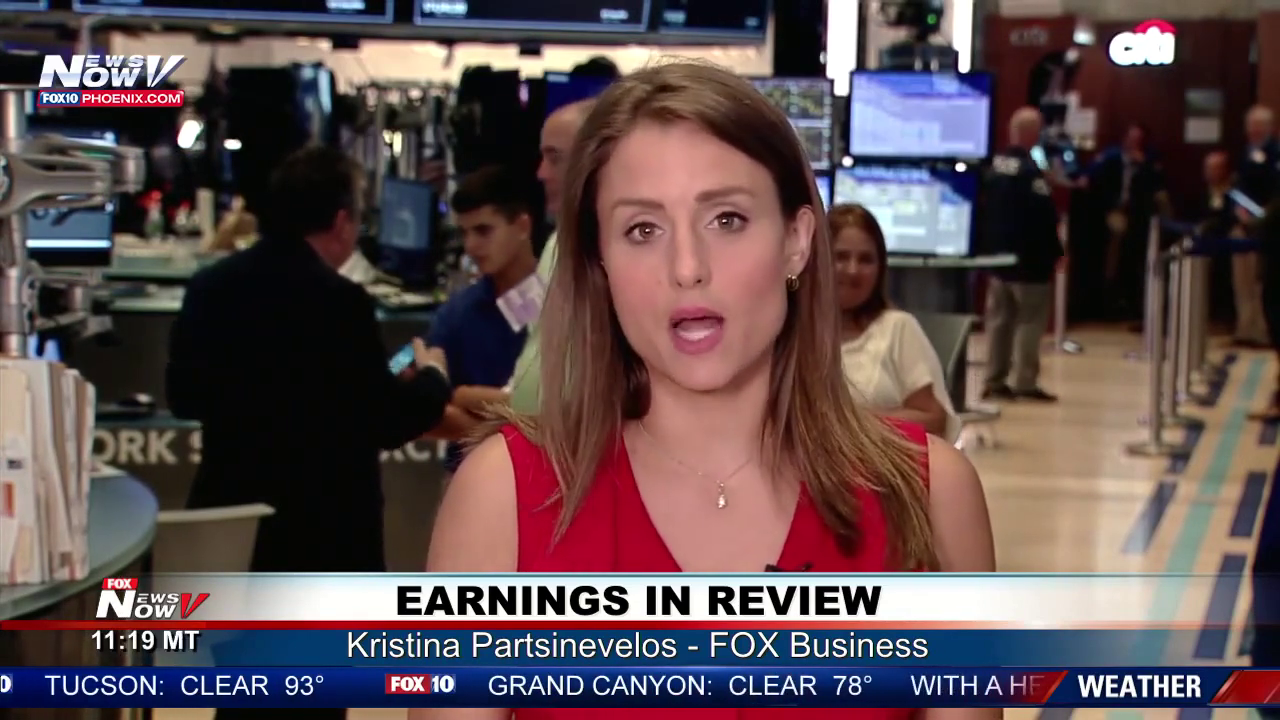 NEWS
NOW
FOX10 PHOENIX.COM
citi
ORK S
FOX
NEWS
NOW
11:19 MT
EARNINGS IN REVIEW
Kristina Partsinevelos - FOX Business
TUCSON: CLEAR 93° FOX 10 GRAND CANYON: CLEAR 78° WITH A HE WEATHER